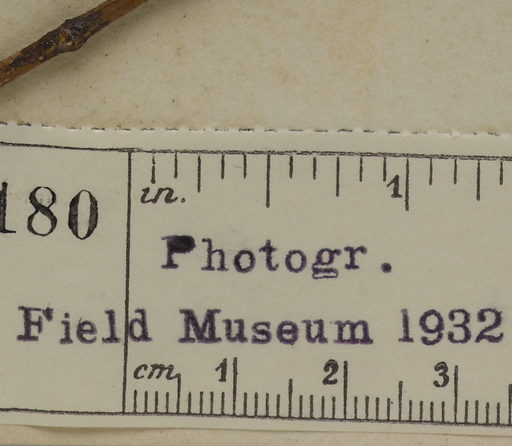 180
in. 1
Photogr.
Field Museum 1932
cm 1 2 3